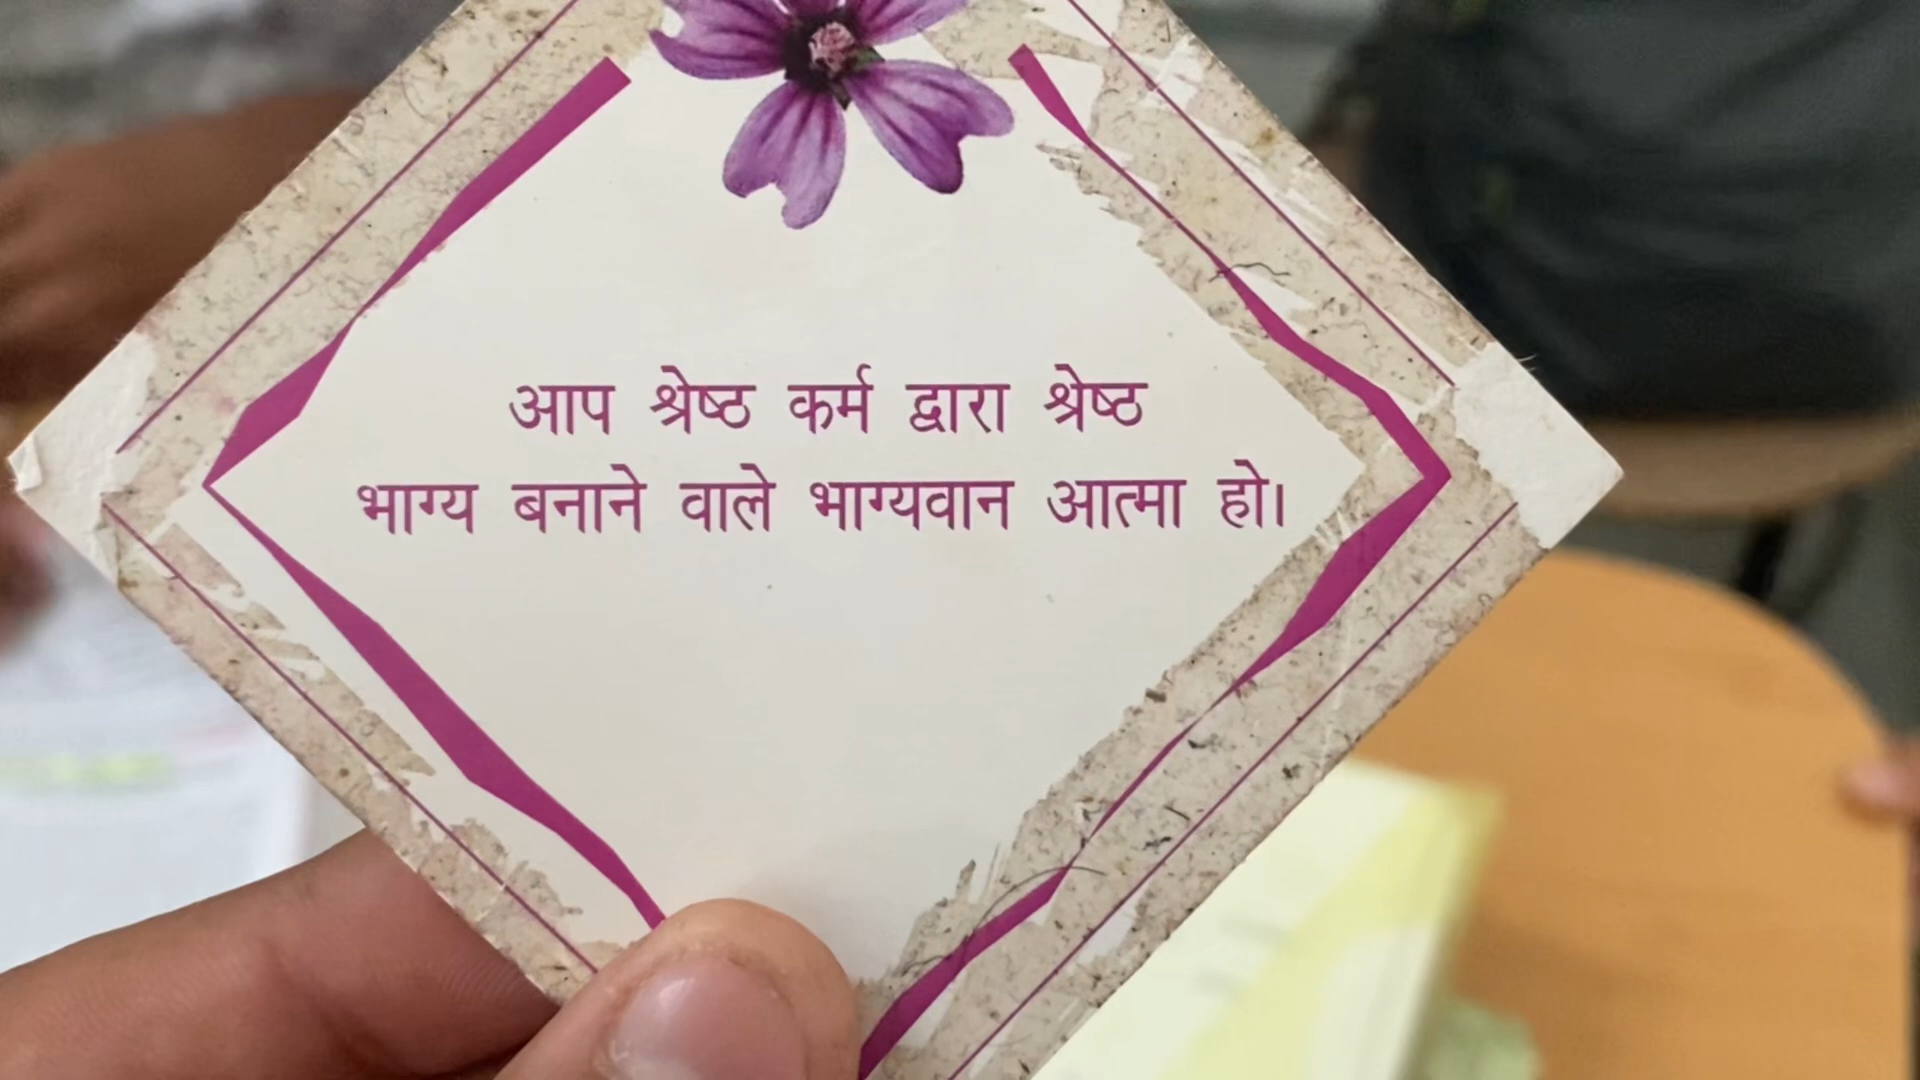 आप श्रेष्ठ कर्म द्वारा श्रेष्ठ
भाग्य बनाने वाले भाग्यवान आत्मा हो।